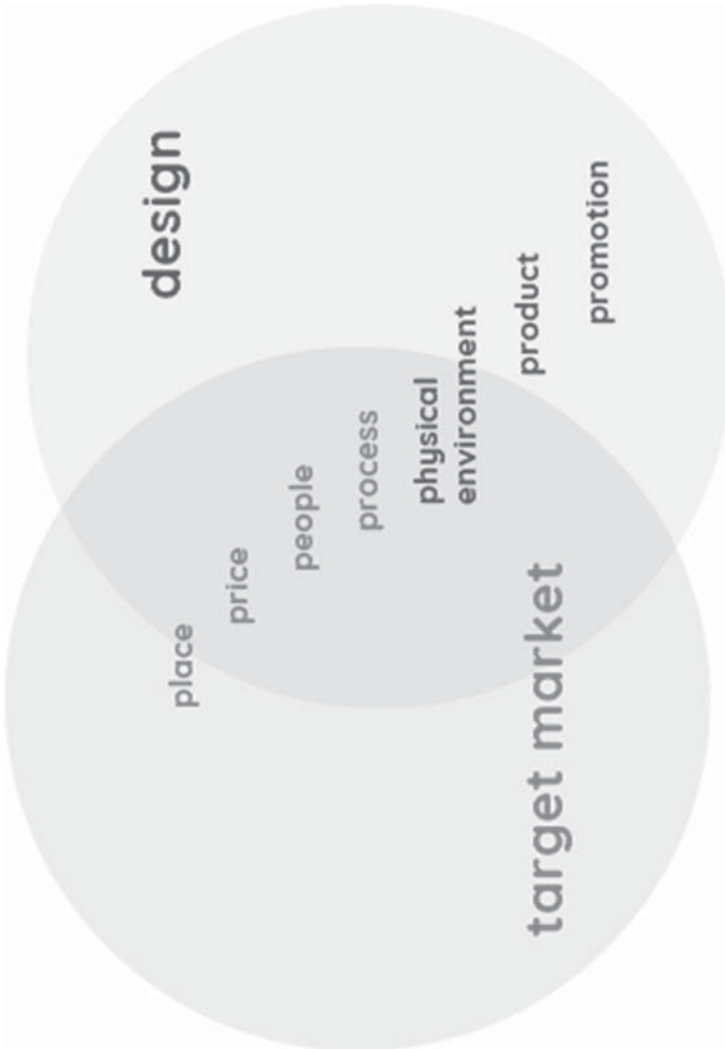 design
place
price
people
process
physical
environment
product
target market
promotion